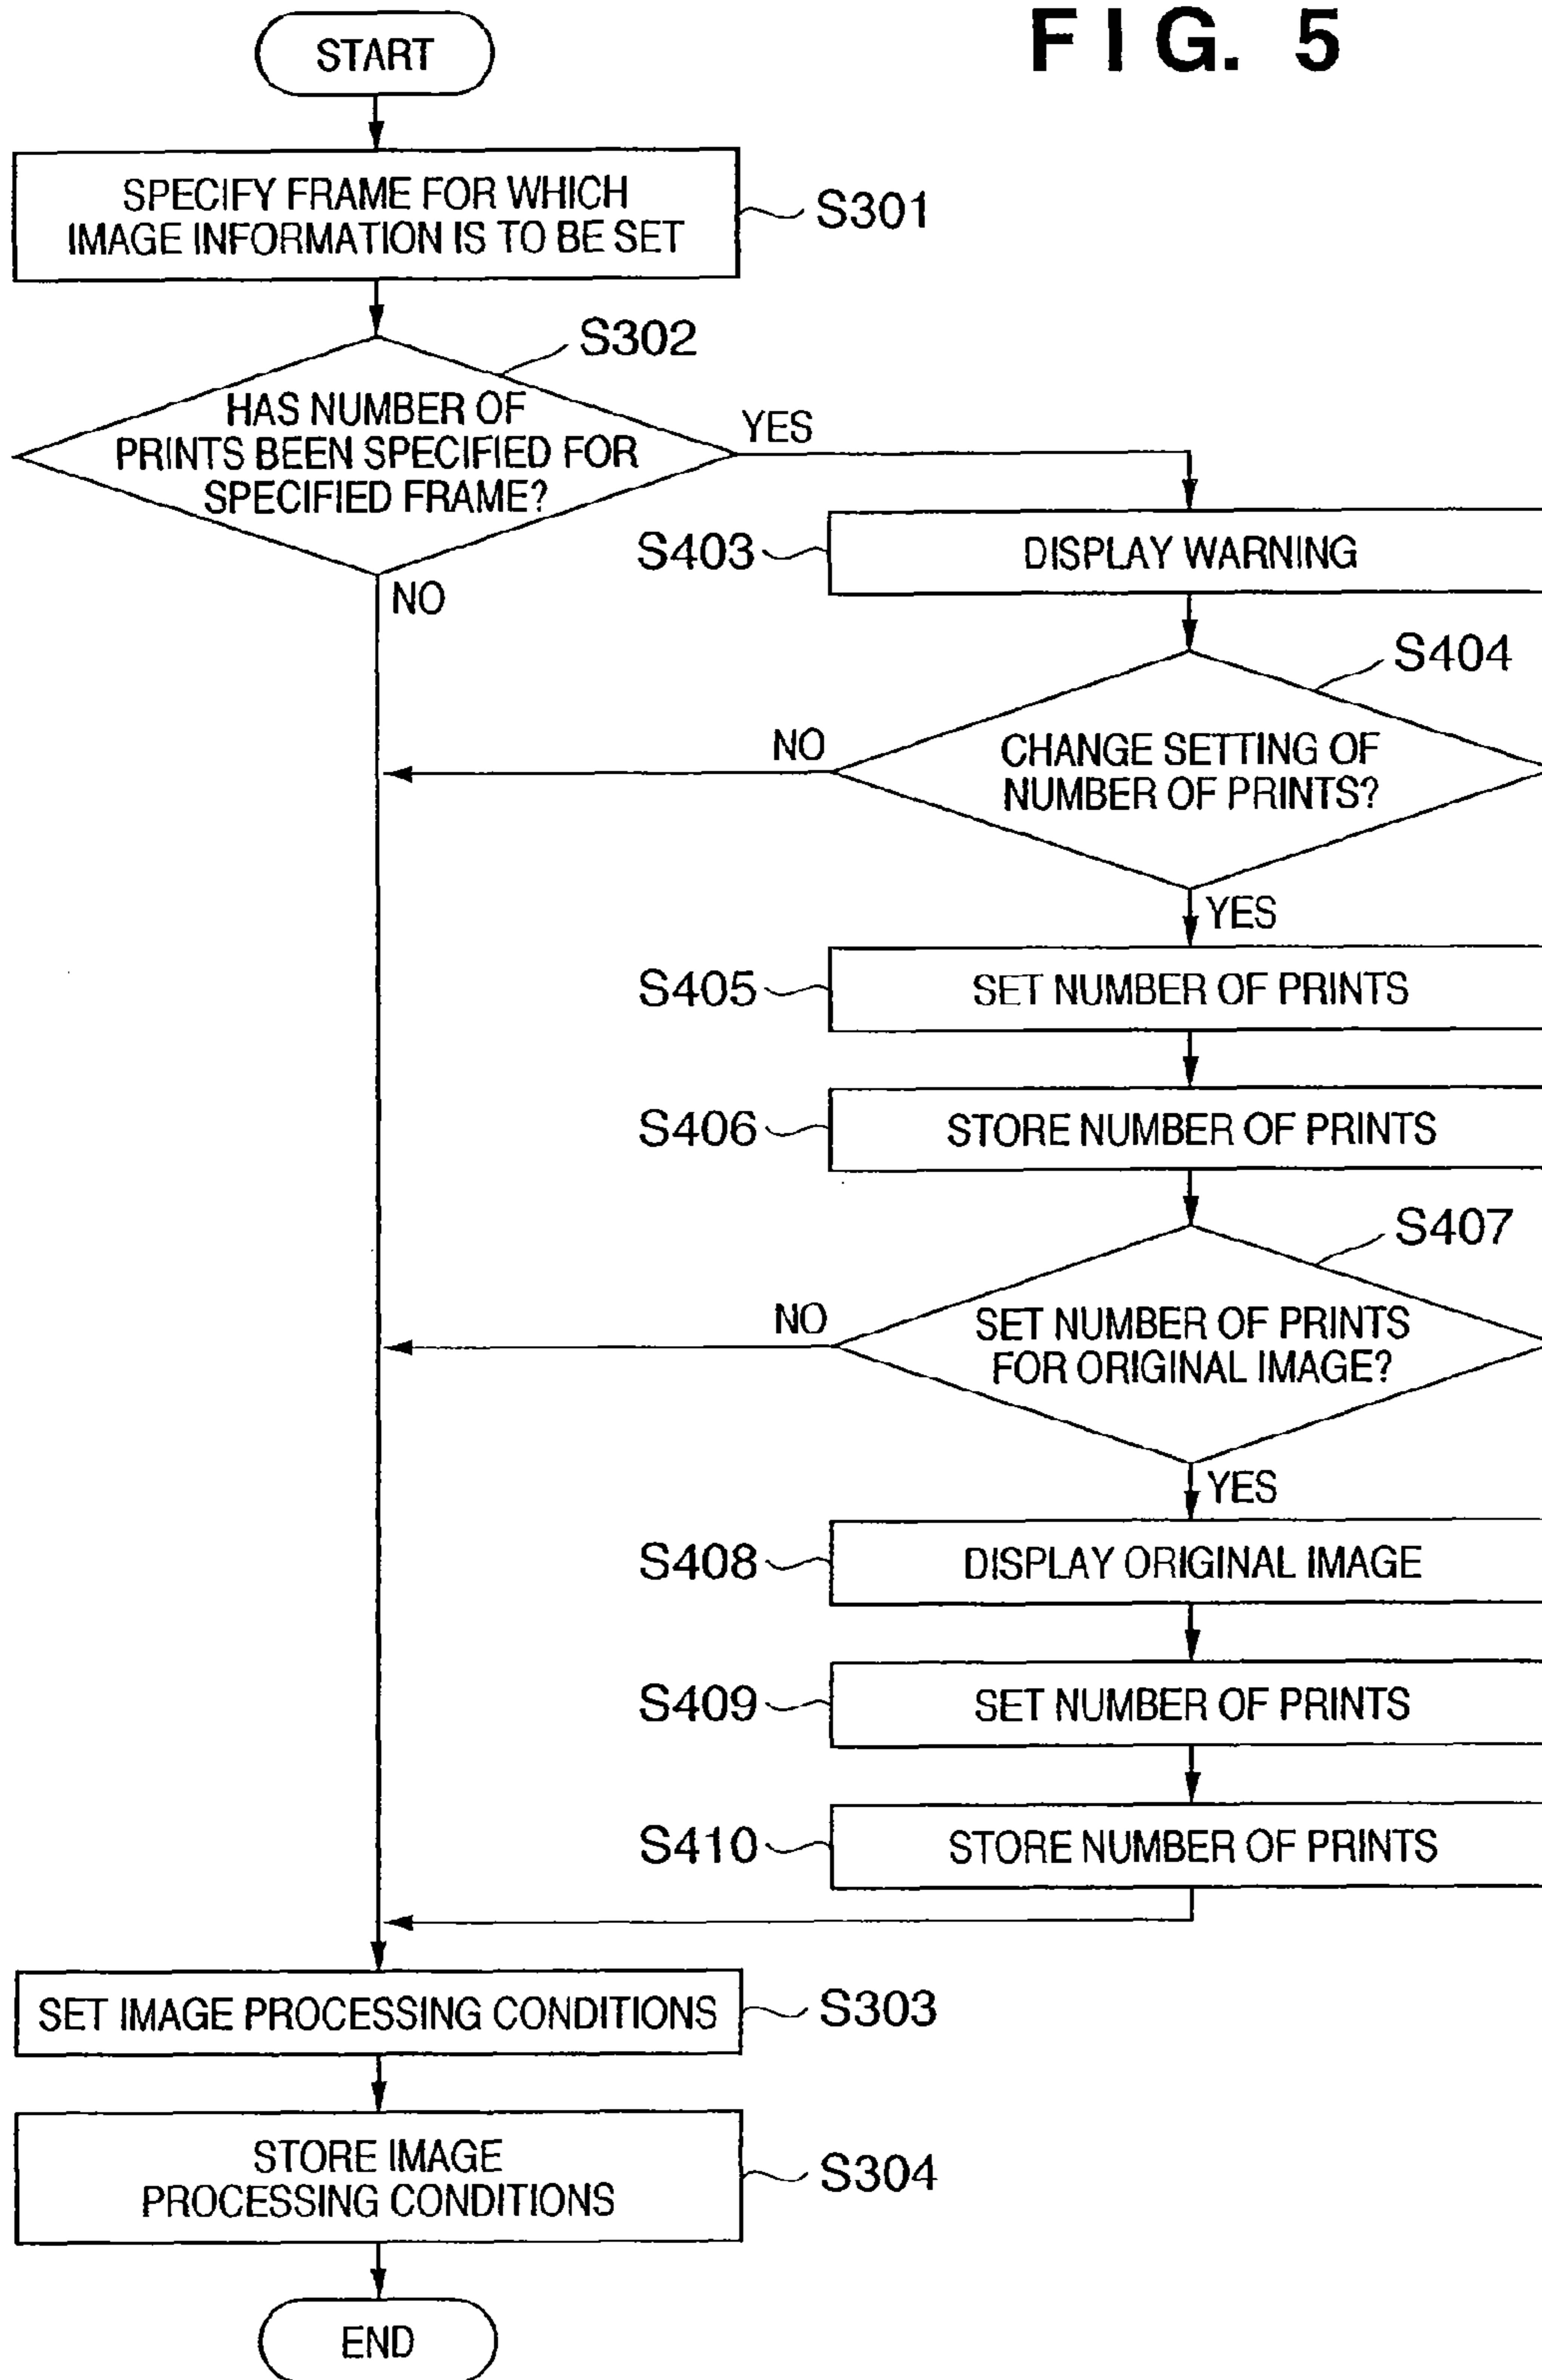 FIG. 5
START
SPECIFY FRAME FOR WHICH
IMAGE INFORMATION IS TO BE SET
S301
S302
HAS NUMBER OF
PRINTS BEEN SPECIFIED FOR
SPECIFIED FRAME?
YES
NO
S403
DISPLAY WARNING
S404
CHANGE SETTING OF
NUMBER OF PRINTS?
NO
YES
S405
SET NUMBER OF PRINTS
S406
STORE NUMBER OF PRINTS
S407
SET NUMBER OF PRINTS
FOR ORIGINAL IMAGE?
NO
YES
S408
DISPLAY ORIGINAL IMAGE
S409
SET NUMBER OF PRINTS
S410
STORE NUMBER OF PRINTS
SET IMAGE PROCESSING CONDITIONS
S303
STORE IMAGE
PROCESSING CONDITIONS
S304
END